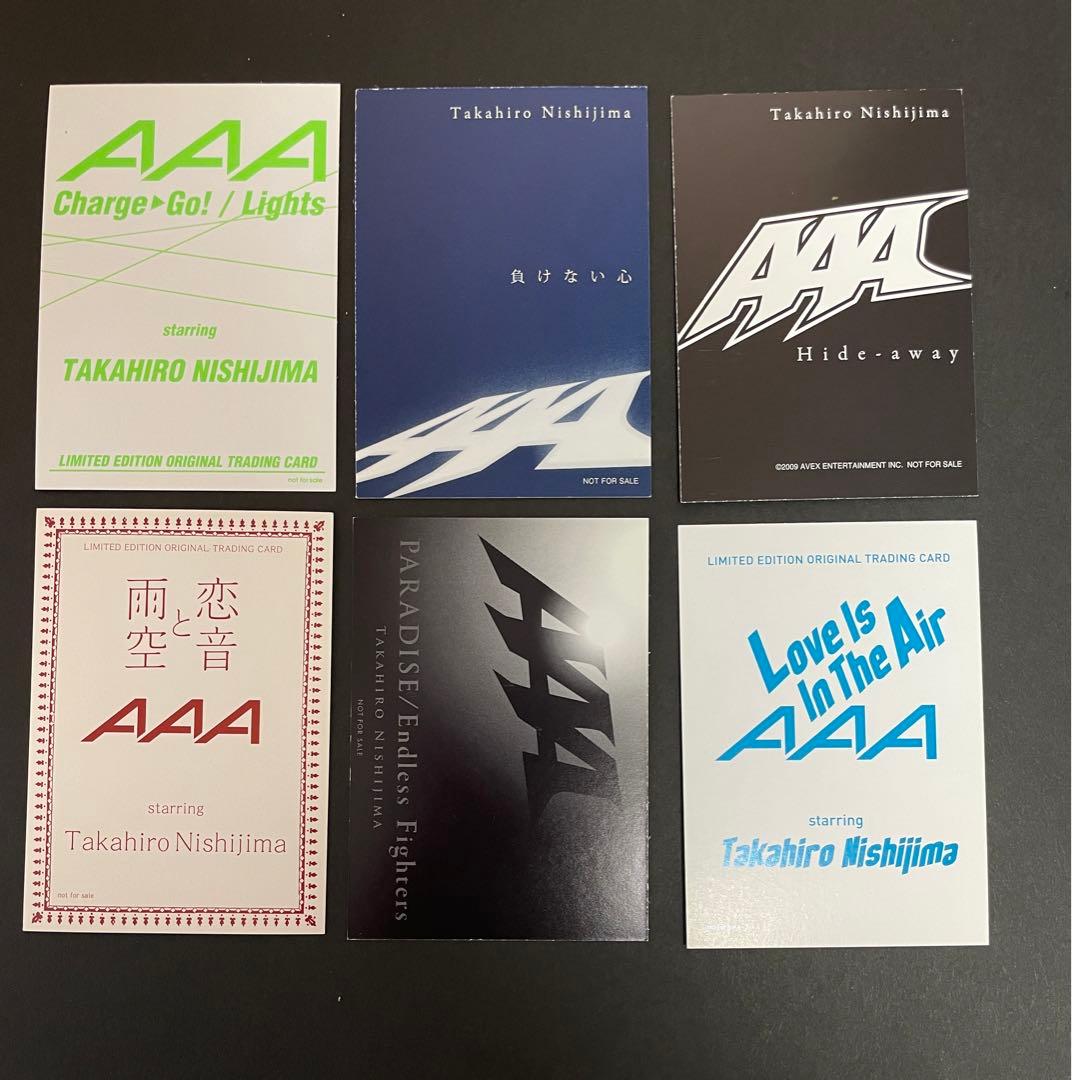 AAA
Charge▶Go! / Lights
starring
TAKAHIRO NISHIJIMA
LIMITED EDITION ORIGINAL TRADING CARD
not for sale
Takahiro Nishijima
負けない心
AAA
NOT FOR SALE
Takahiro Nishijima
AAA
Hide-away
©2009 AVEX ENTERTAINMENT INC. NOT FOR SALE
LIMITED EDITION ORIGINAL TRADING CARD
恋音
と
雨空
AAA
starring
Takahiro Nishijima
not for sale
PARADISE/Endless Fighters
TAKAHIRO NISHIJIMA
NOT FOR SALE
AAA
LIMITED EDITION ORIGINAL TRADING CARD
Love Is
In The Air
AAA
starring
Takahiro Nishijima